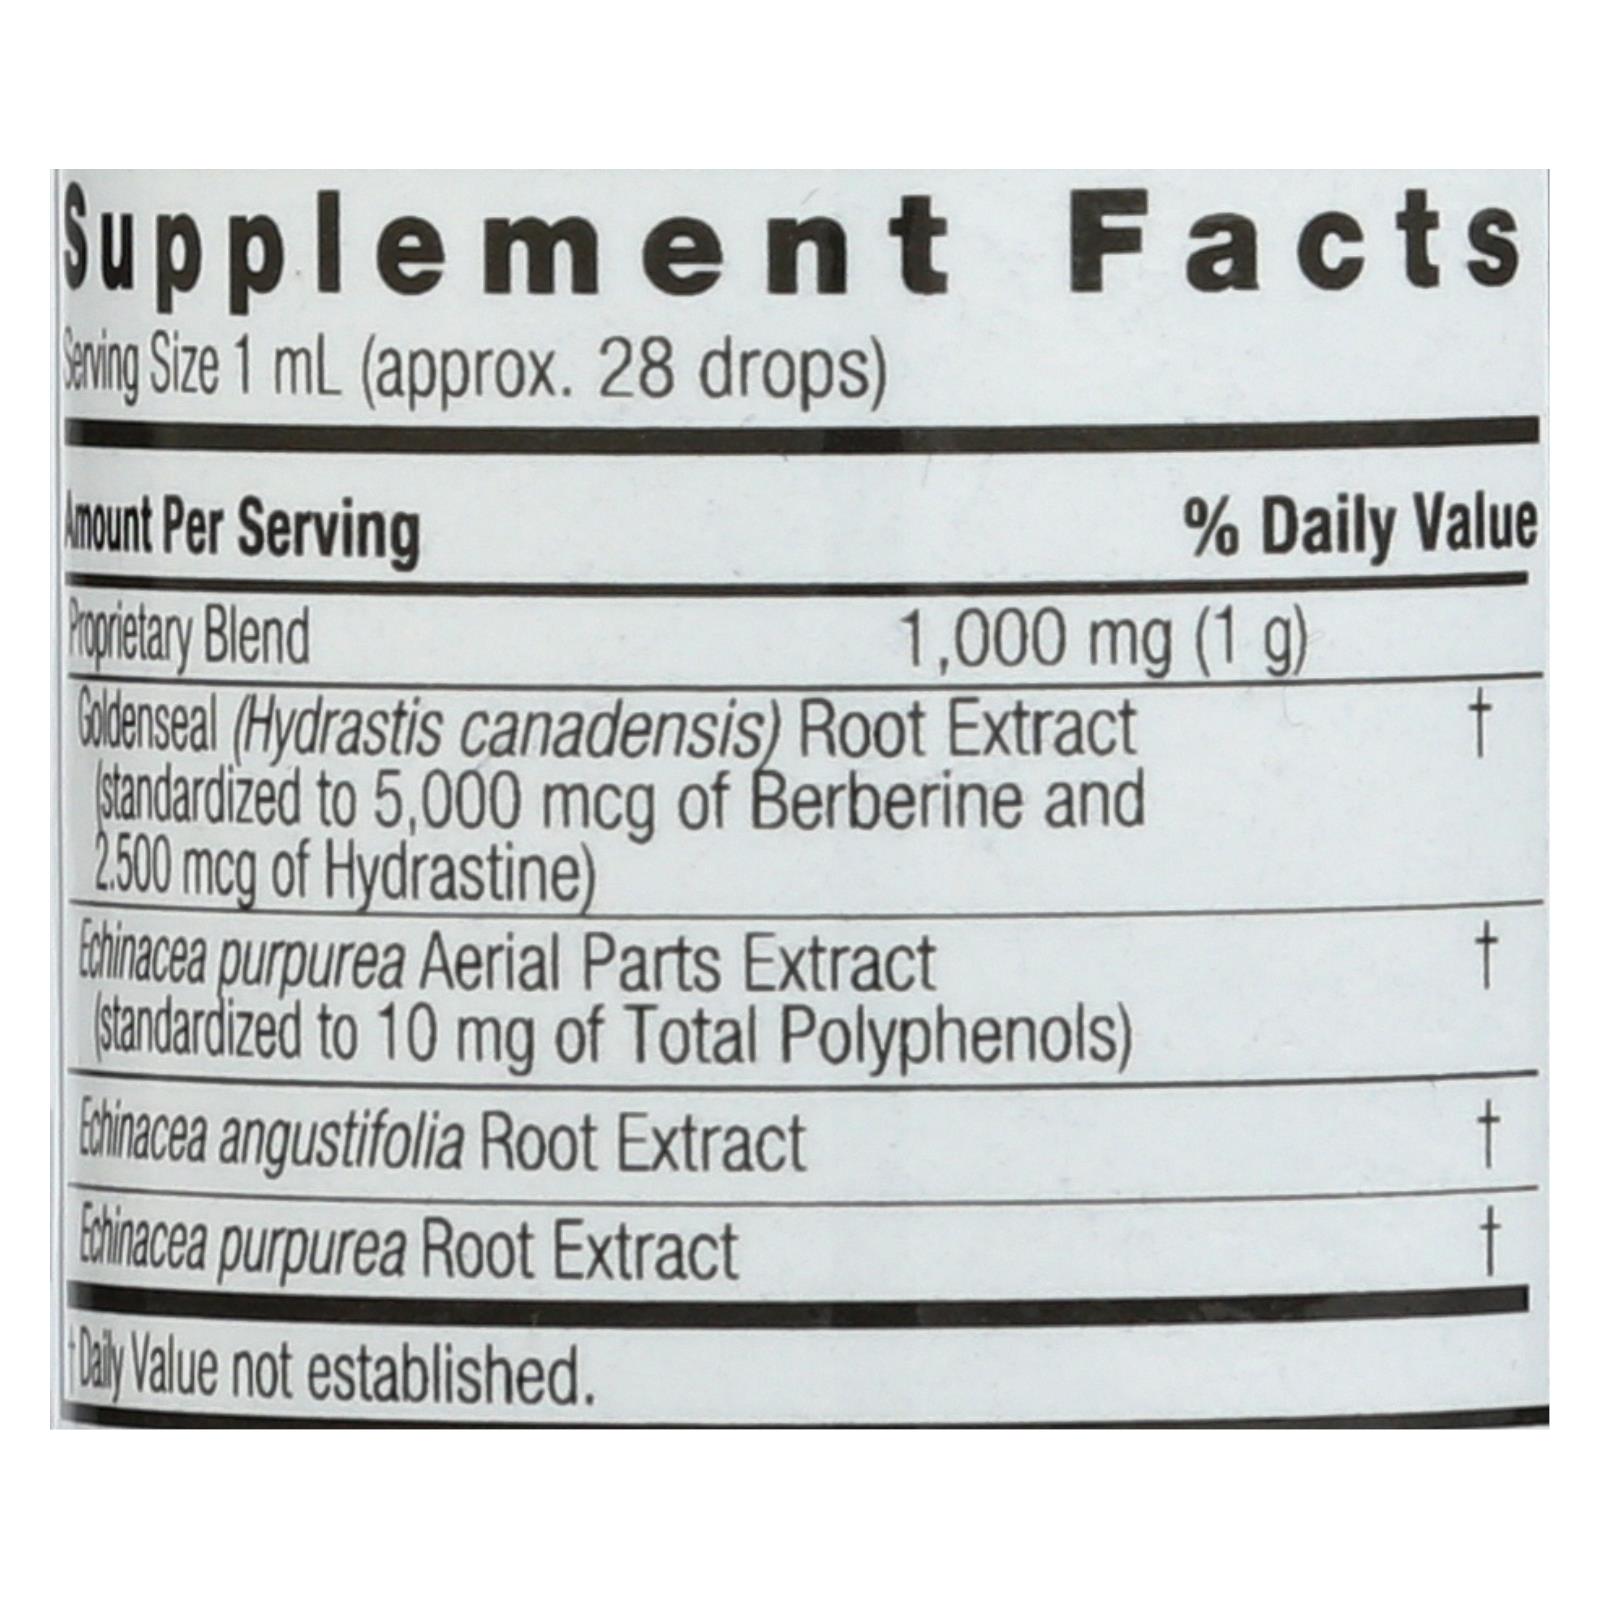 Supplement Facts
Serving Size 1 mL (approx. 28 drops)
Amount Per Serving % Daily Value
Proprietary Blend 1,000 mg (1 g)
Goldenseal (Hydrastis canadensis) Root Extract †
(standardized to 5,000 mcg of Berberine and
2.500 mcg of Hydrastine)
Echinacea purpurea Aerial Parts Extract †
(standardized to 10 mg of Total Polyphenols)
Echinacea angustifolia Root Extract †
Echinacea purpurea Root Extract †
† Daily Value not established.